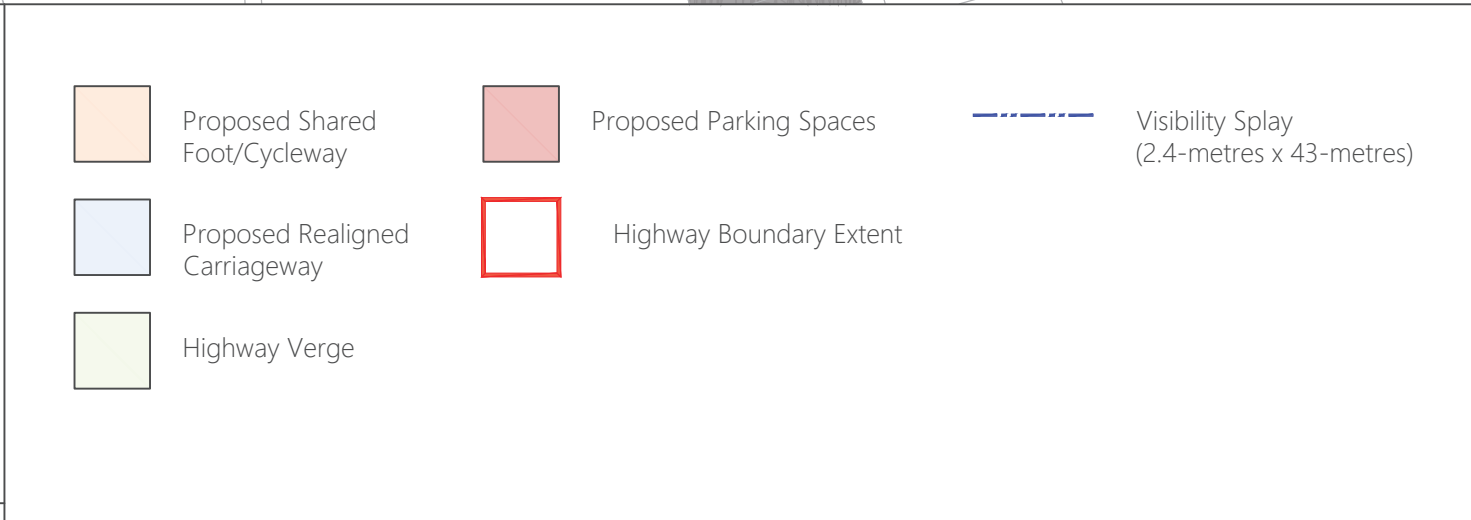 Proposed Shared
Foot/Cycleway
Proposed Realigned
Carriageway
Highway Verge
Proposed Parking Spaces
Highway Boundary Extent
Visibility Splay
(2.4-metres x 43-metres)